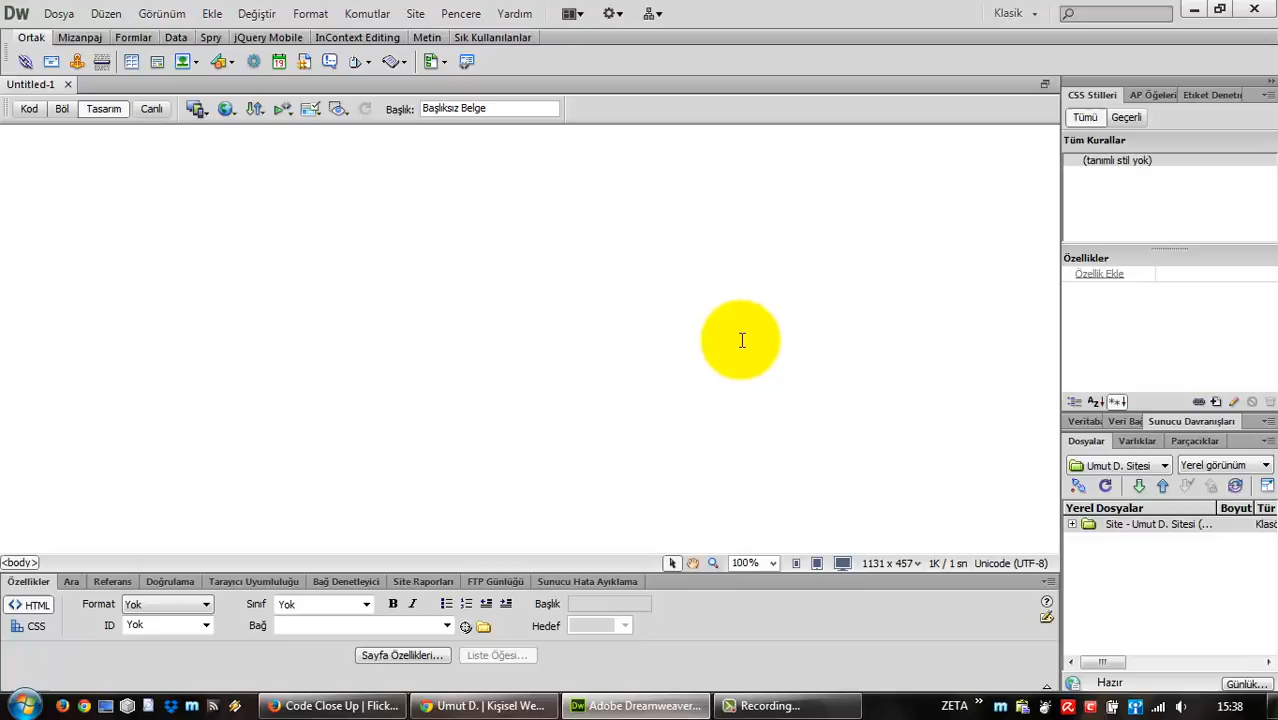 Dw Dosya Düzen Görünüm Ekle Değiştir Format Komutlar Site Pencere Yardım Klasik
Ortak Mizanpaj Formlar Data Spry jQuery Mobile InContext Editing Metin Sık Kullanılanlar
Untitled-1
Kod Böl Tasarım Canlı Başlık: Başlıksız Belge
CSS Stilleri AP Öğeleri Etiket Denetı
Tümü Geçerli
Tüm Kurallar
(tanımlı stil yok)
Özellikler
Özellik Ekle
Veritaba Veri Bağ Sunucu Davranışları
Dosyalar Varlıklar Parçacıklar
Umut D. Sitesi Yerel görünüm
Yerel Dosyalar Boyut Tür
Site - Umut D. Sitesi (... Klasö
Hazır Günlük...
<body> 100% 1131 x 457 1K / 1 sn Unicode (UTF-8)
Özellikler Ara Referans Doğrulama Tarayıcı Uyumluluğu Bağ Denetleyici Site Raporları FTP Günlüğü Sunucu Hata Ayıklama
<> HTML Format Yok Sınıf Yok B I Başlık
CSS ID Yok Bağ Hedef
Sayfa Özellikleri... Liste Öğesi...
Code Close Up | Flick... Umut D. | Kişisel We... Adobe Dreamweaver... Recording... ZETA 15:38